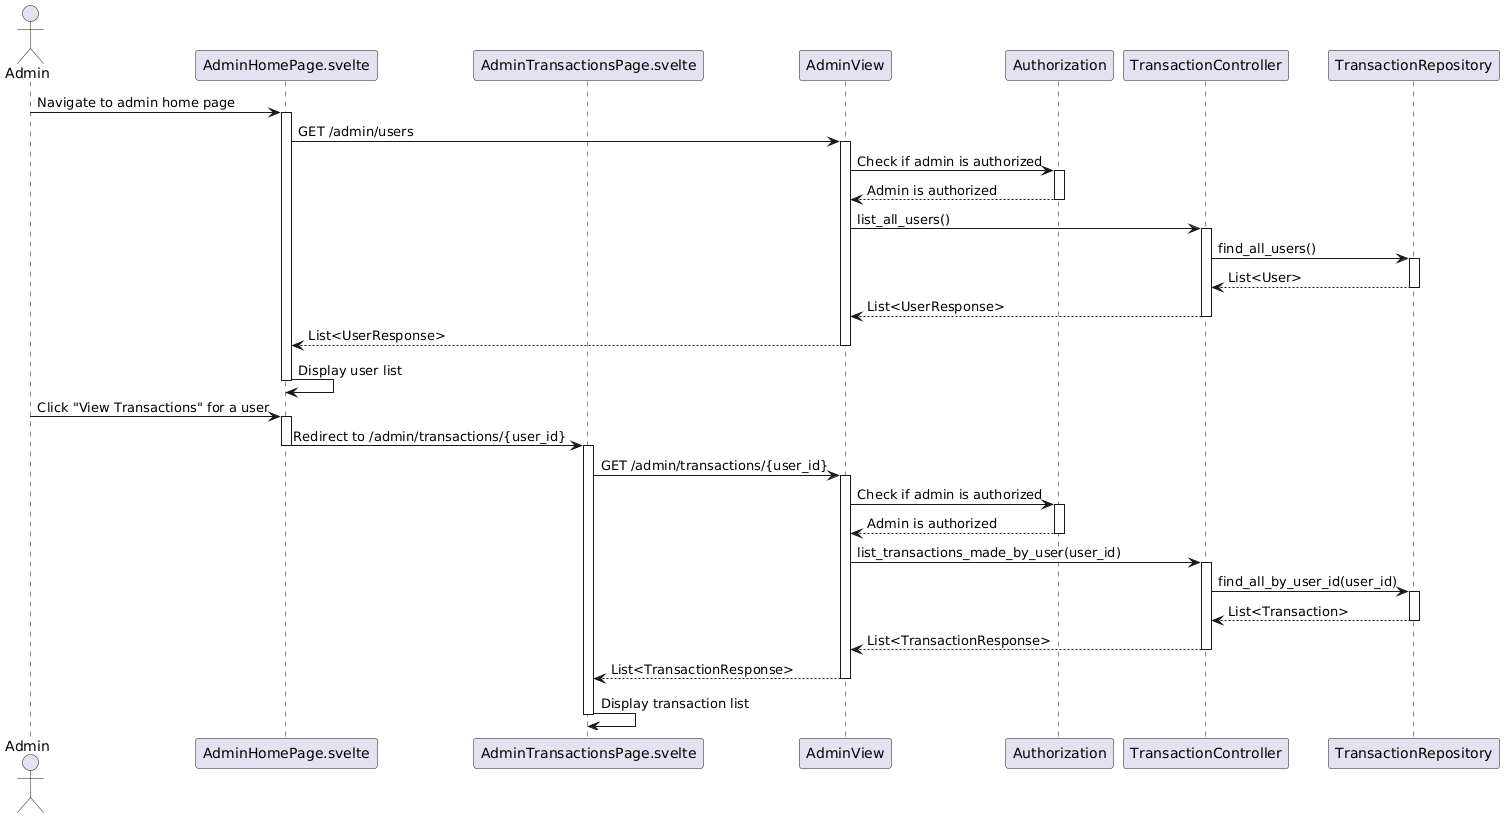 Admin
AdminHomePage.svelte
AdminTransactionsPage.svelte
AdminView
Authorization
TransactionController
TransactionRepository
Navigate to admin home page
GET /admin/users
Check if admin is authorized
Admin is authorized
list_all_users()
find_all_users()
List<User>
List<UserResponse>
List<UserResponse>
Display user list
Click "View Transactions" for a user
Redirect to /admin/transactions/{user_id}
GET /admin/transactions/{user_id}
Check if admin is authorized
Admin is authorized
list_transactions_made_by_user(user_id)
find_all_by_user_id(user_id)
List<Transaction>
List<TransactionResponse>
List<TransactionResponse>
Display transaction list
Admin
AdminHomePage.svelte
AdminTransactionsPage.svelte
AdminView
Authorization
TransactionController
TransactionRepository